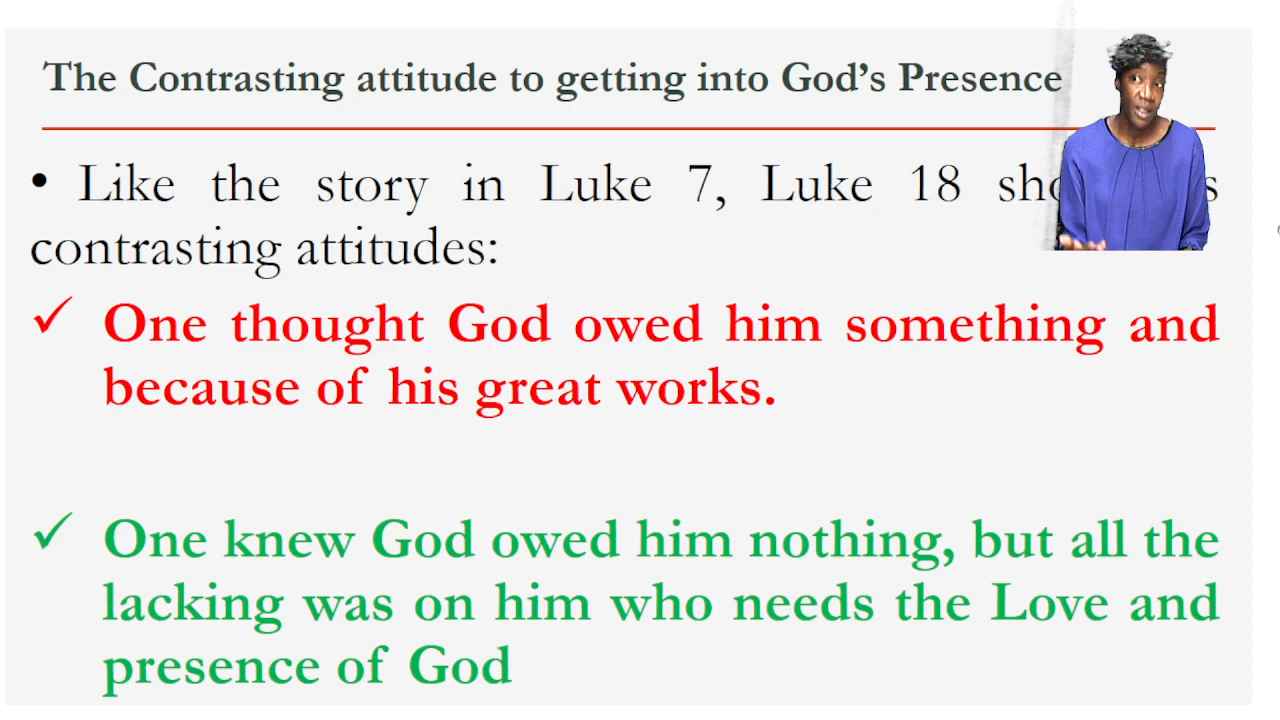 The Contrasting attitude to getting into God's Presence
• Like the story in Luke 7, Luke 18
contrasting attitudes:
✓ One thought God owed him something and
because of his great works.
✓ One knew God owed him nothing, but all the
lacking was on him who needs the Love and
presence of God